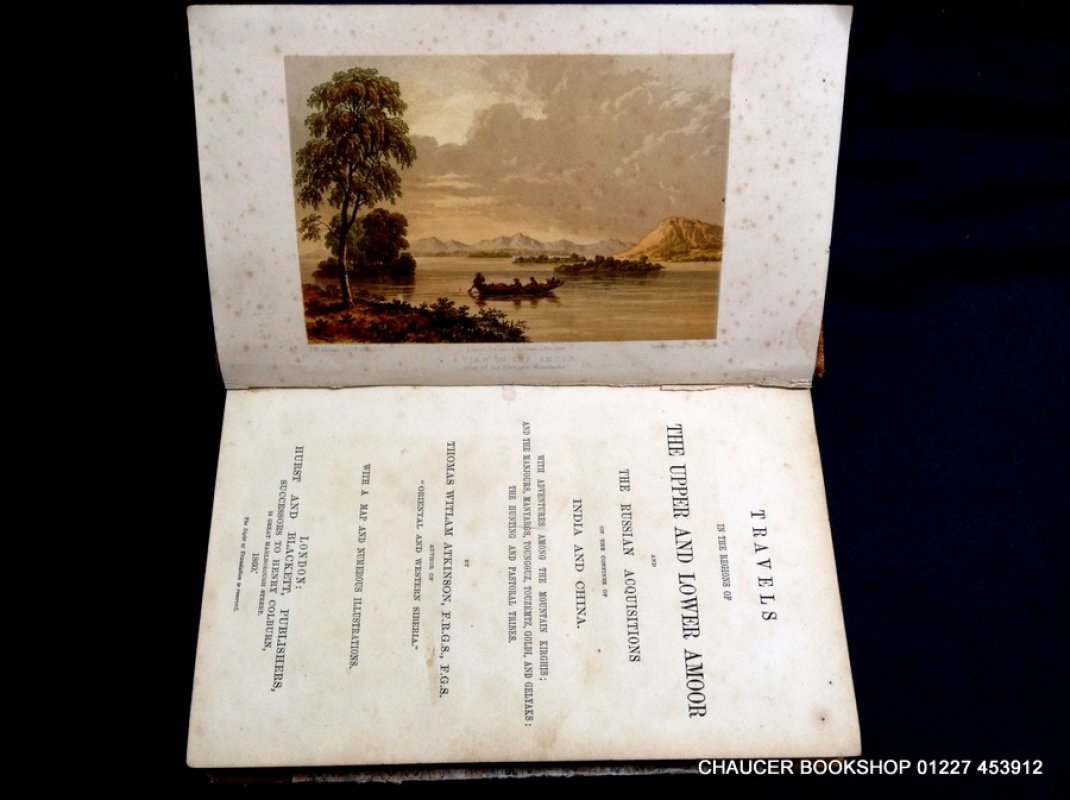 A VIEW ON THE AMOOR
TRAVELS
IN THE REGIONS OF
THE UPPER AND LOWER AMOOR
AND
THE RUSSIAN ACQUISITIONS
ON THE CONFINES OF
INDIA AND CHINA.
WITH ADVENTURES AMONG THE MOUNTAIN KIRGHIS;
AND THE MANJOURS, MANYARGS, TOUNGOUZ, TOUZEMTZ, GOLDI, AND GELYAKS:
THE HUNTING AND PASTORAL TRIBES.
BY
THOMAS WITLAM ATKINSON, F.R.G.S., F.G.S.
AUTHOR OF
"ORIENTAL AND WESTERN SIBERIA."
WITH A MAP AND NUMEROUS ILLUSTRATIONS.
LONDON:
HURST AND BLACKETT, PUBLISHERS,
SUCCESSORS TO HENRY COLBURN,
13 GREAT MARLBOROUGH STREET.
1860.
The Right of Translation is reserved.
CHAUCER BOOKSHOP 01227 453912